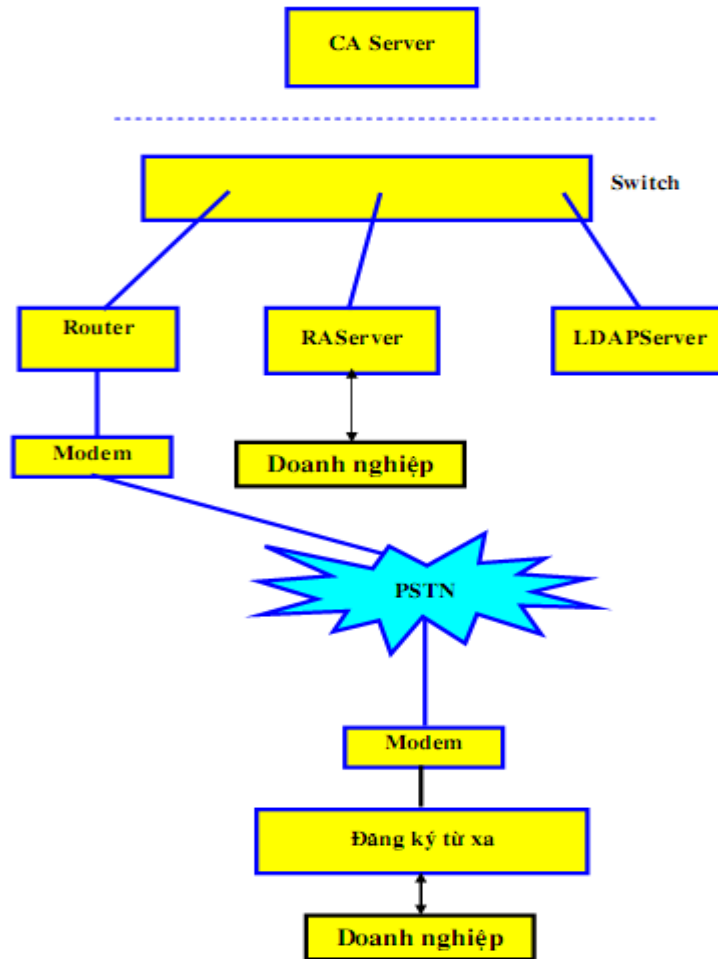 CA Server
Switch
Router
RAServer
LDAPServer
Modem
Doanh nghiệp
PSTN
Modem
Đăng ký từ xa
Doanh nghiệp